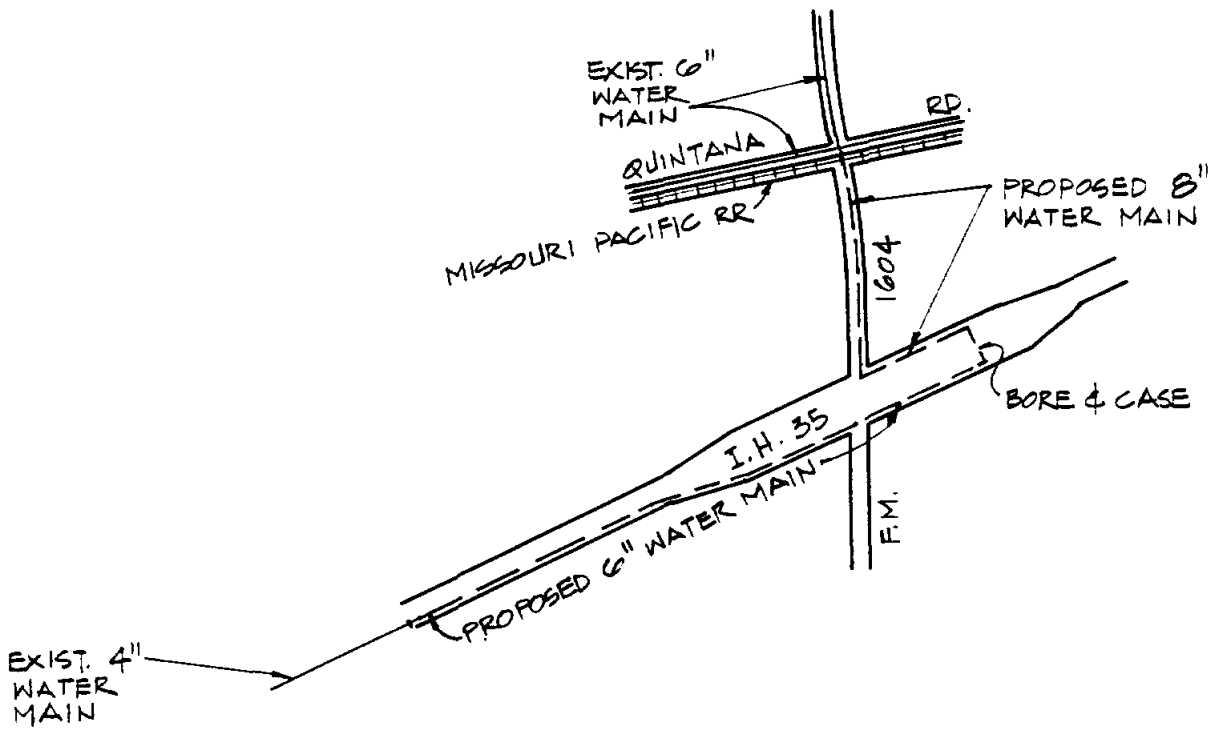 EXIST. 6"
WATER
MAIN
RD.
QUINTANA
MISSOURI PACIFIC RR
PROPOSED 8"
WATER MAIN
1604
BORE & CASE
I.H. 35
PROPOSED 6" WATER MAIN
F.M.
EXIST. 4"
WATER
MAIN